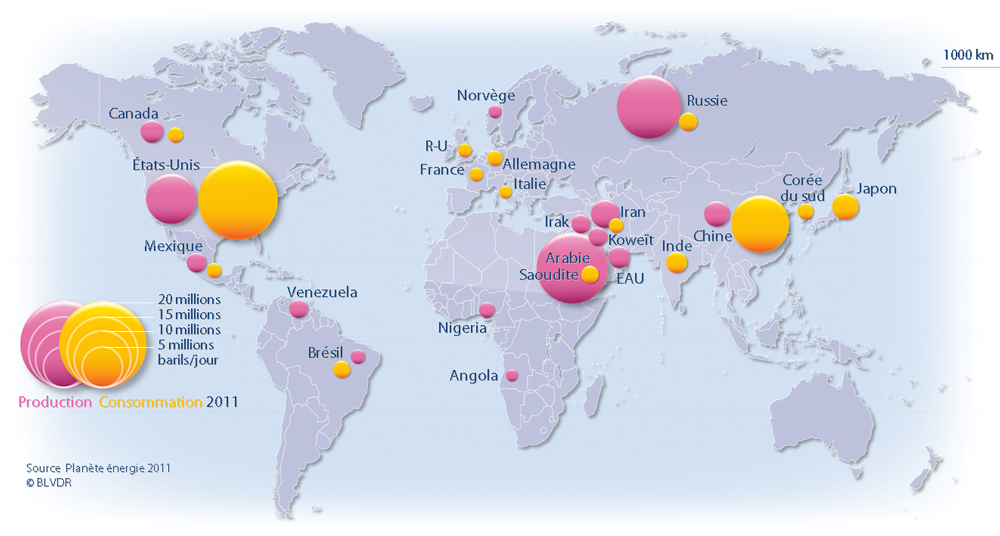 1000 km
Norvège
Russie
Canada
R-U
Allemagne
États-Unis
France
Italie
Corée
du sud
Japon
Irak
Iran
Koweït
Chine
Inde
Mexique
Arabie
Saoudite
EAU
Venezuela
Nigeria
Brésil
Angola
20 millions
15 millions
10 millions
5 millions
barils/jour
Production Consommation 2011
Source Planète énergie 2011
© BLVDR